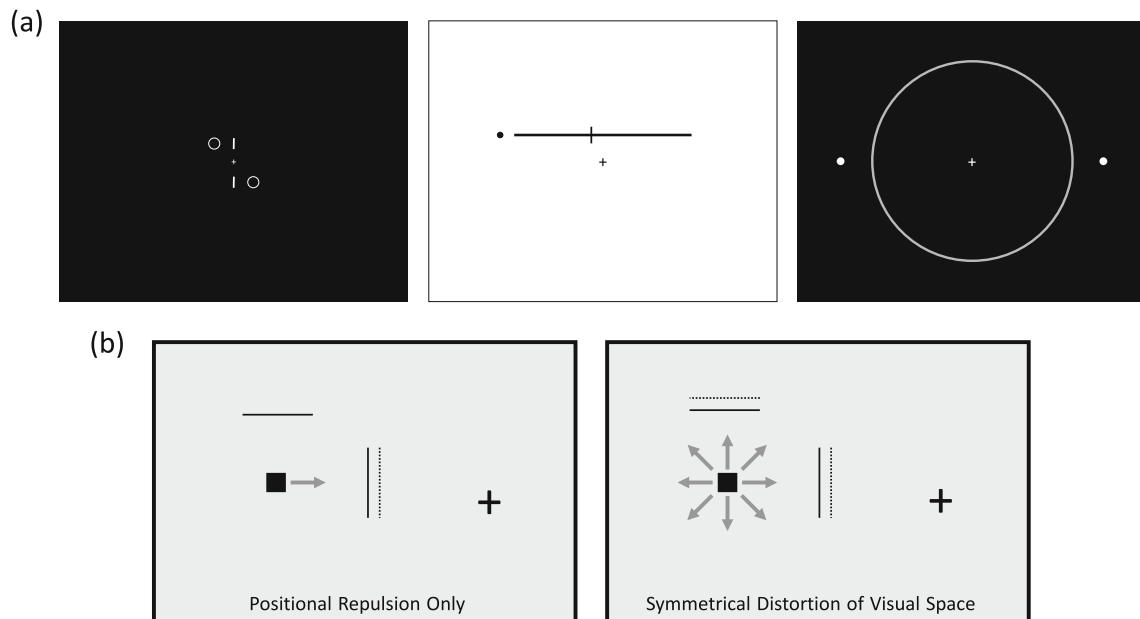 (a)
(b)
Positional Repulsion Only
Symmetrical Distortion of Visual Space